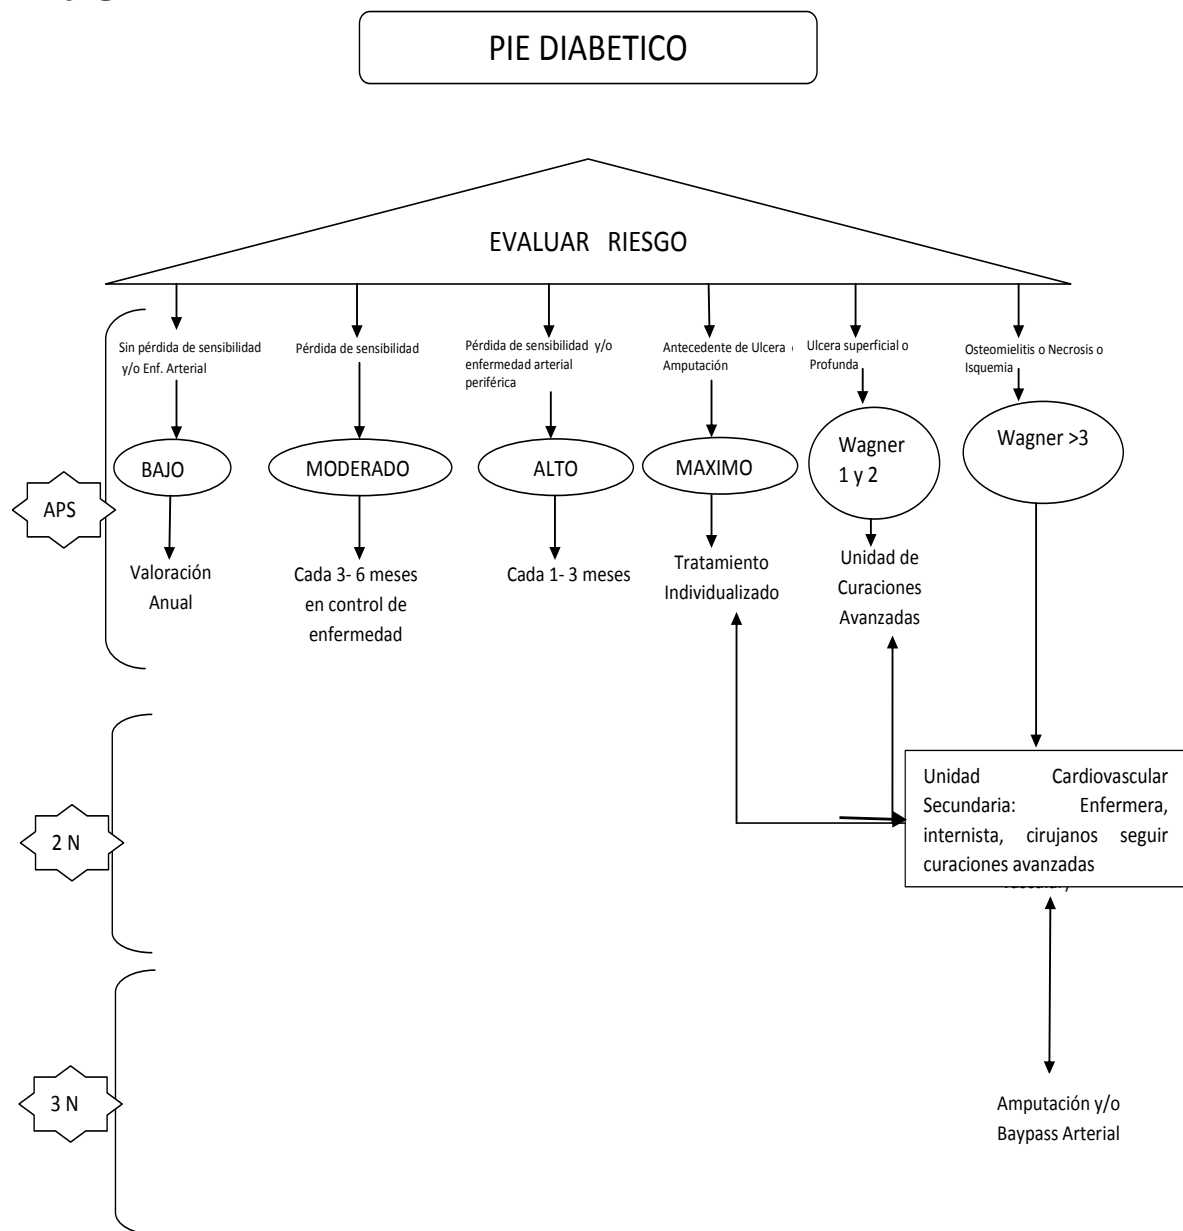 PIE DIABETICO
EVALUAR RIESGO
Sin pérdida de sensibilidad
y/o Enf. Arterial
Pérdida de sensibilidad
Pérdida de sensibilidad y/o
enfermedad arterial
periférica
Antecedente de Ulcera
Amputación
Ulcera superficial o
Profunda
Osteomielitis o Necrosis o
Isquemia
BAJO
MODERADO
ALTO
MAXIMO
Wagner
1 y 2
Wagner >3
APS
Valoración
Anual
Cada 3- 6 meses
en control de
enfermedad
Cada 1- 3 meses
Tratamiento
Individualizado
Unidad de
Curaciones
Avanzadas
2 N
Unidad Cardiovascular
Secundaria: Enfermera,
internista, cirujanos seguir
curaciones avanzadas
3 N
Amputación y/o
Baypass Arterial